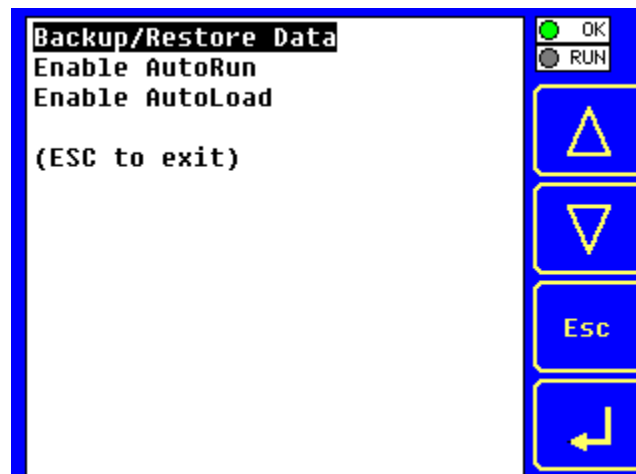 Backup/Restore Data
Enable AutoRun
Enable AutoLoad
(ESC to exit)
OK
RUN
Esc